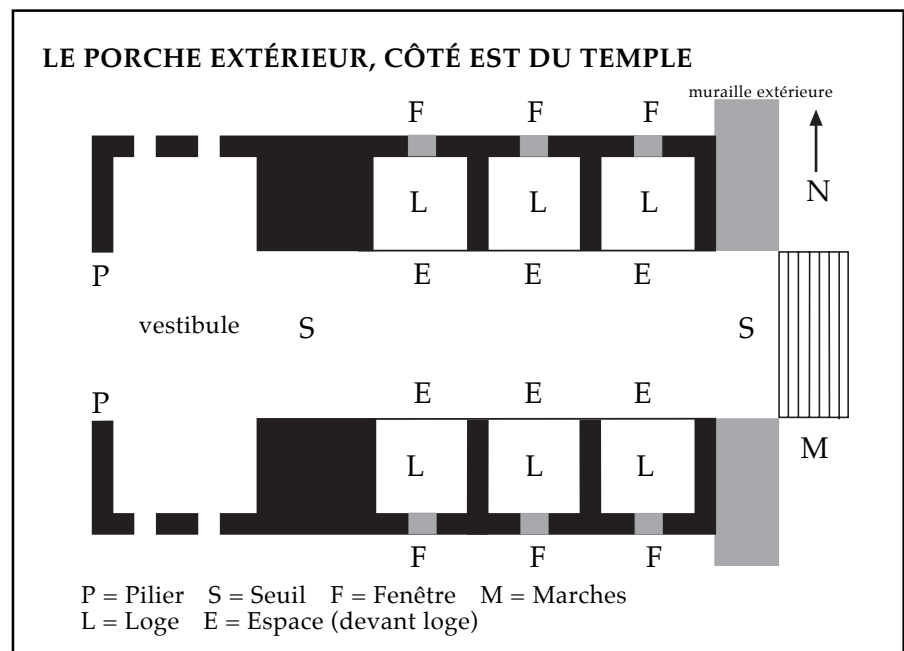 LE PORCHE EXTÉRIEUR, CÔTÉ EST DU TEMPLE
muraille extérieure
F F F
N
L L L
P E E E
vestibule S S
P E E E
M
L L L
F F F
P = Pilier S = Seuil F = Fenêtre M = Marches
L = Loge E = Espace (devant loge)